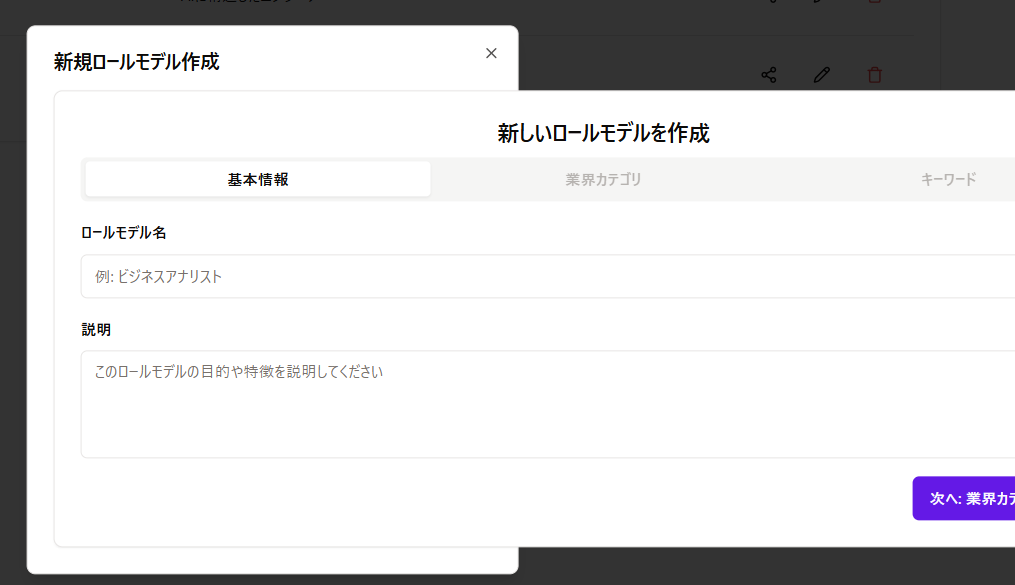 新規ロールモデル作成
新しいロールモデルを作成
基本情報
業界カテゴリ
キーワード
ロールモデル名
例: ビジネスアナリスト
説明
このロールモデルの目的や特徴を説明してください
次へ: 業界カテ